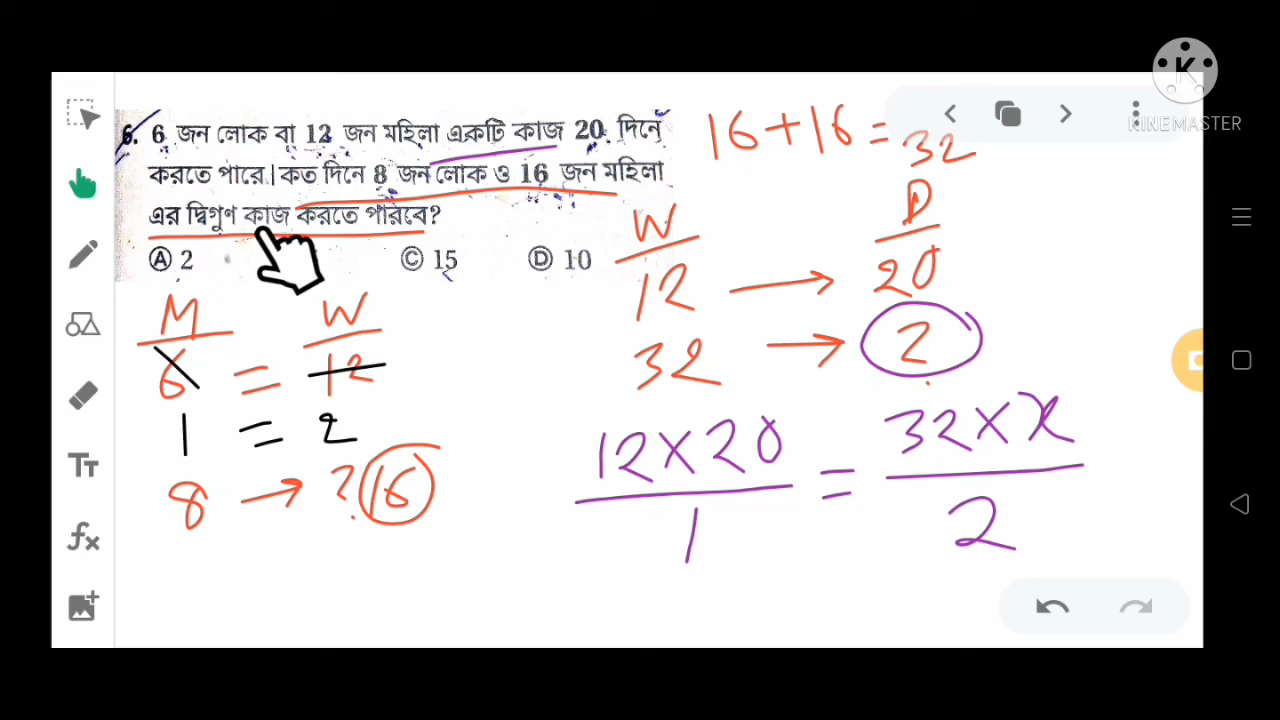 6. 6 জন লোক বা 12 জন মহিলা একটি কাজ 20 দিনে
করতে পারে। কত দিনে 8 জন লোক ও 16 জন মহিলা
এর দ্বিগুণ কাজ করতে পারিবে?
Ⓐ 2 Ⓒ 15 Ⓓ 10
16+16=32
W D
12 → 20
32 → ?
M W
6 = 12
1 = 2
8 → ? 16
12×20 = 32×x
1 2
Tt
fx
K
KINEMASTER